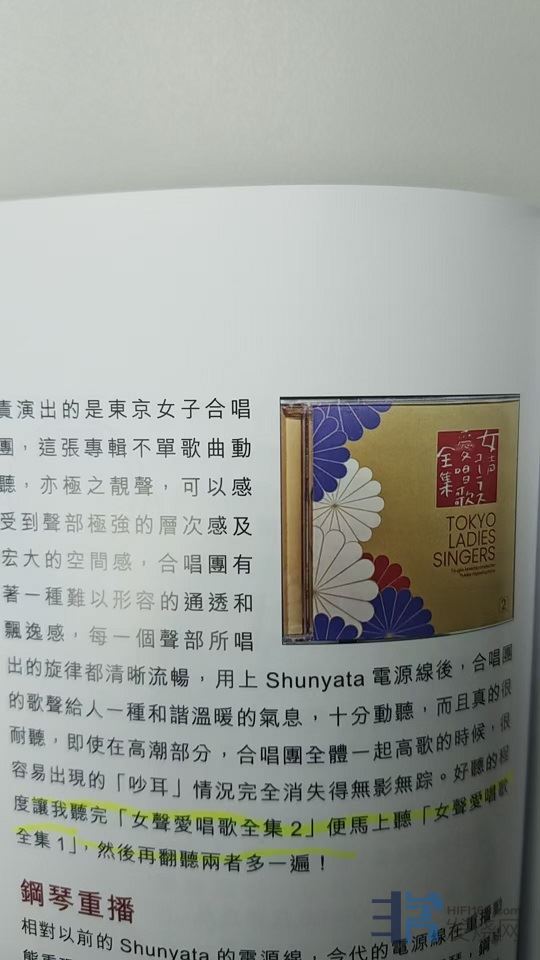 責演出的是東京女子合唱
團，這張專輯不單歌曲動
聽，亦極之靚聲，可以感
受到聲部極強的層次感及
宏大的空間感，合唱團有
著一種難以形容的通透和
飄逸感，每一個聲部所唱
出的旋律都清晰流暢，用上 Shunyata 電源線後，合唱團
的歌聲給人一種和諧溫暖的氣息，十分動聽，而且真的很
耐聽，即使在高潮部分，合唱團全體一起高歌的時候，很
容易出現的「吵耳」情況完全消失得無影無踪。好聽的程
度讓我聽完「女聲愛唱歌全集2」便馬上聽「女聲愛唱歌
全集1」，然後再翻聽兩者多一遍！
女声
コーラス
愛唱歌
全集
TOKYO
LADIES
SINGERS
2
鋼琴重播
相對以前的 Shunyata 的電源線，今代的電源線在重播鋼
HIFI168.com
发烧网